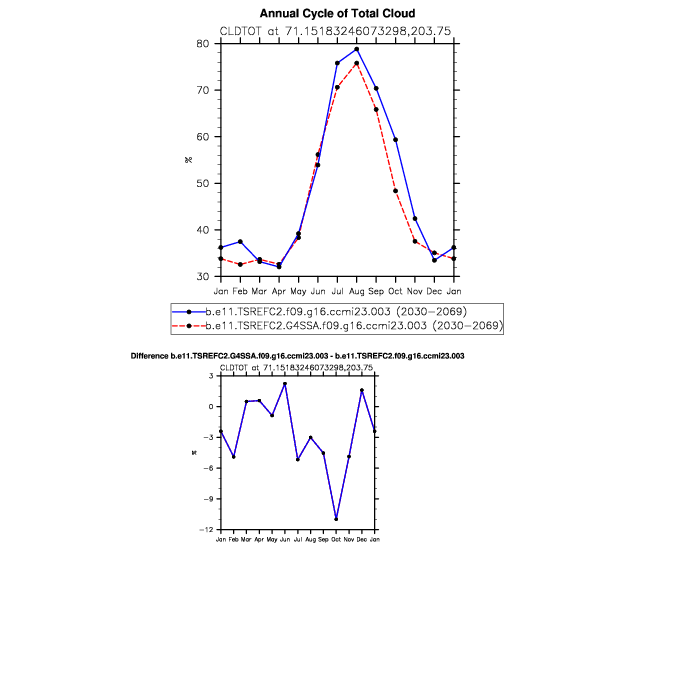 Annual Cycle of Total Cloud
CLDTOT at 71.15183246073298,203.75
80
70
60
50
40
30
%
Jan Feb Mar Apr May Jun Jul Aug Sep Oct Nov Dec Jan
b.e11.TSREFC2.f09.g16.ccmi23.003 (2030-2069)
b.e11.TSREFC2.G4SSA.f09.g16.ccmi23.003 (2030-2069)
Difference b.e11.TSREFC2.G4SSA.f09.g16.ccmi23.003 - b.e11.TSREFC2.f09.g16.ccmi23.003
CLDTOT at 71.15183246073298,203.75
3
0
-3
-6
-9
-12
%
Jan Feb Mar Apr May Jun Jul Aug Sep Oct Nov Dec Jan